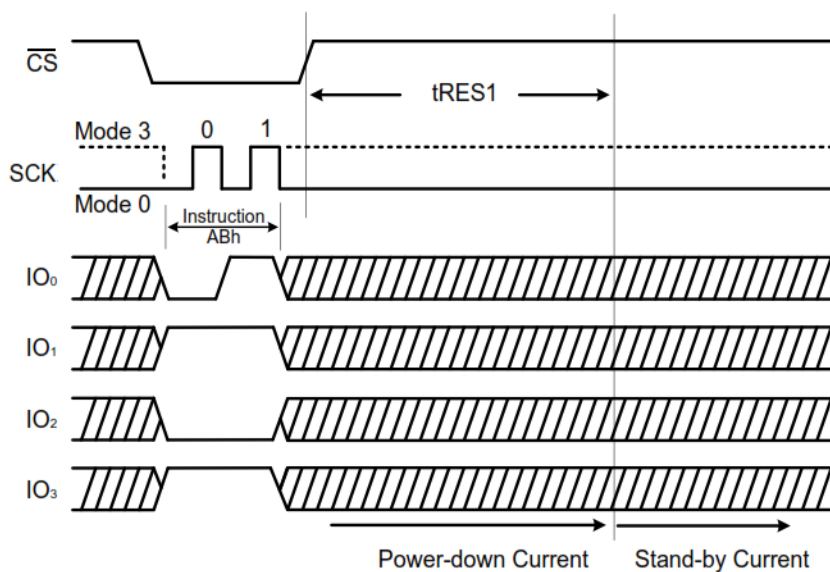 CS
tRES1
Mode 3 0 1
SCK
Mode 0
Instruction
ABh
IO₀
IO₁
IO₂
IO₃
Power-down Current Stand-by Current